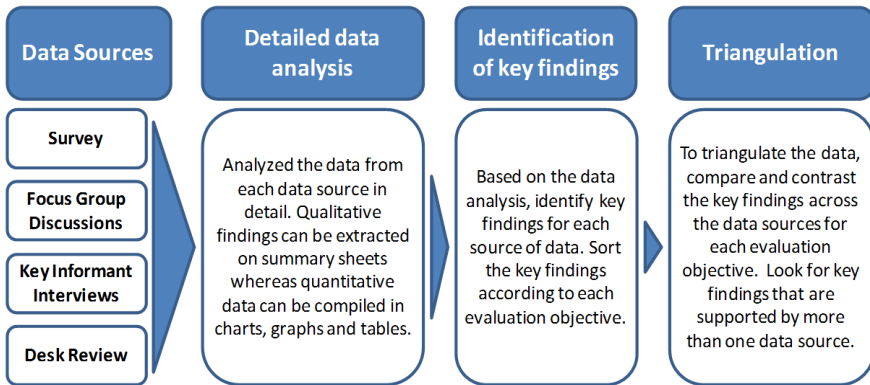 Data Sources
Survey
Focus Group
Discussions
Key Informant
Interviews
Desk Review
Detailed data
analysis
Analyzed the data from
each data source in
detail. Qualitative
findings can be extracted
on summary sheets
whereas quantitative
data can be compiled in
charts, graphs and tables.
Identification
of key findings
Based on the data
analysis, identify key
findings for each
source of data. Sort
the key findings
according to each
evaluation objective.
Triangulation
To triangulate the data,
compare and contrast
the key findings across
the data sources for
each evaluation
objective.  Look for key
findings that are
supported by more
than one data source.